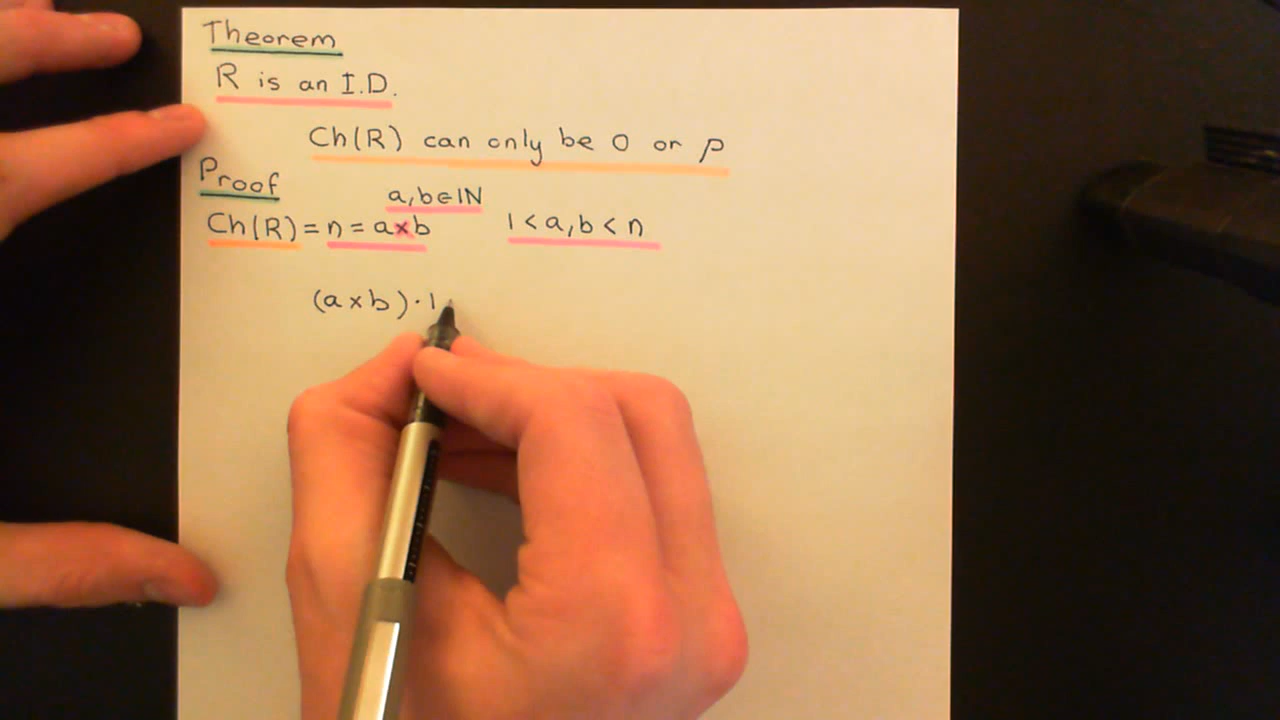 Theorem
R is an I.D.
Ch(R) can only be 0 or p
Proof
a,b∈ℕ
Ch(R) = n = a×b 1 < a,b < n
(a×b)·1